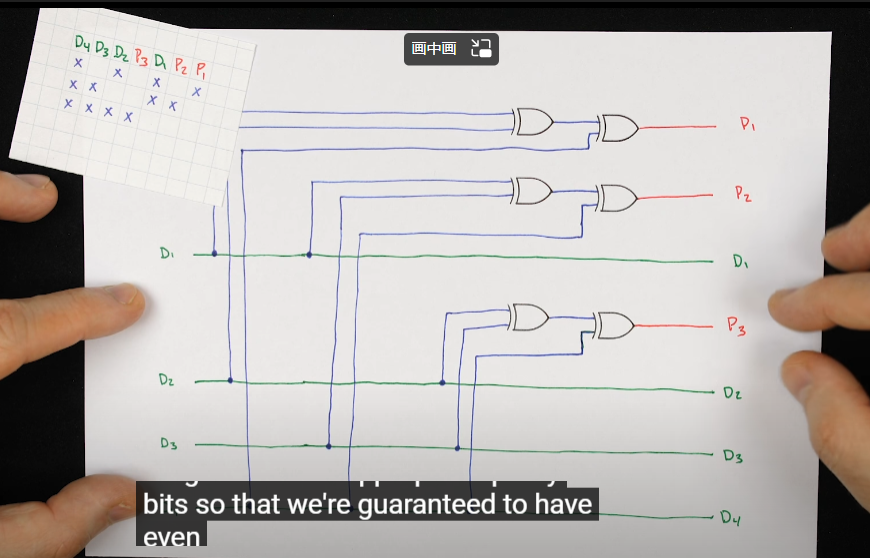 画中画
D4 D3 D2 P3 D1 P2 P1
x x x x
x x x x
x x x x
P1
P2
D1 D1
P3
D2 D2
D3 D3
D4
bits so that we're guaranteed to have
even